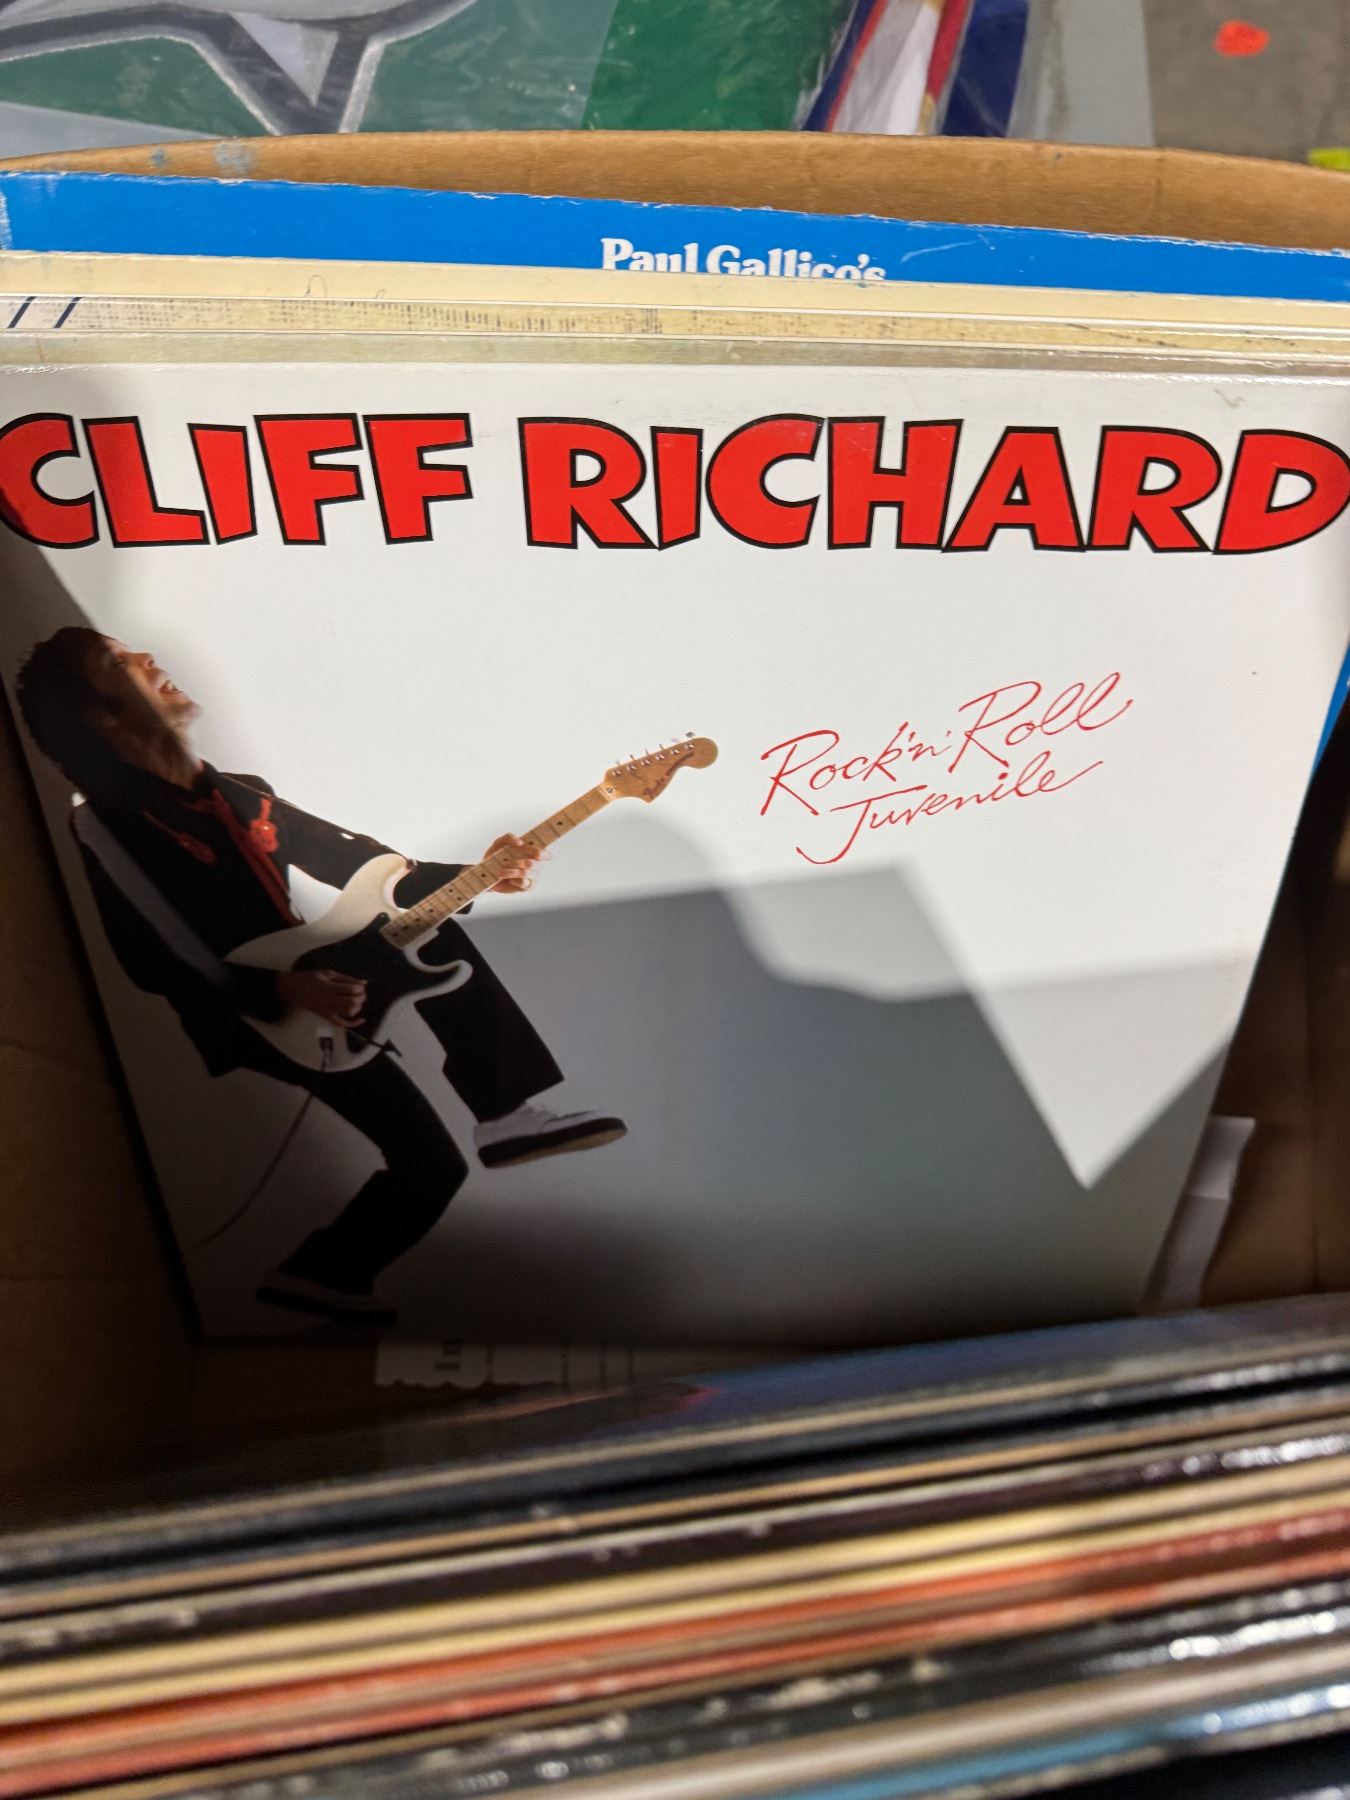 Paul Gallico's
CLIFF RICHARD
Rock 'n' Roll
Juvenile